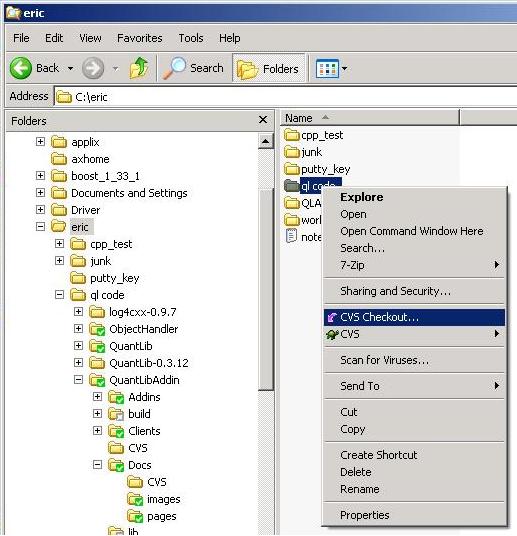 eric
File Edit View Favorites Tools Help
Back Search Folders
Address C:\eric
Folders
applix
axhome
boost_1_33_1
Documents and Settings
Driver
eric
cpp_test
junk
putty_key
ql code
log4cxx-0.9.7
ObjectHandler
QuantLib
QuantLib-0.3.12
QuantLibAddin
Addins
build
Clients
CVS
Docs
CVS
images
pages
lib
Name
cpp_test
junk
putty_key
ql code
QLA
work
note
Explore
Open
Open Command Window Here
Search...
7-Zip
Sharing and Security...
CVS Checkout...
CVS
Scan for Viruses...
Send To
Cut
Copy
Create Shortcut
Delete
Rename
Properties